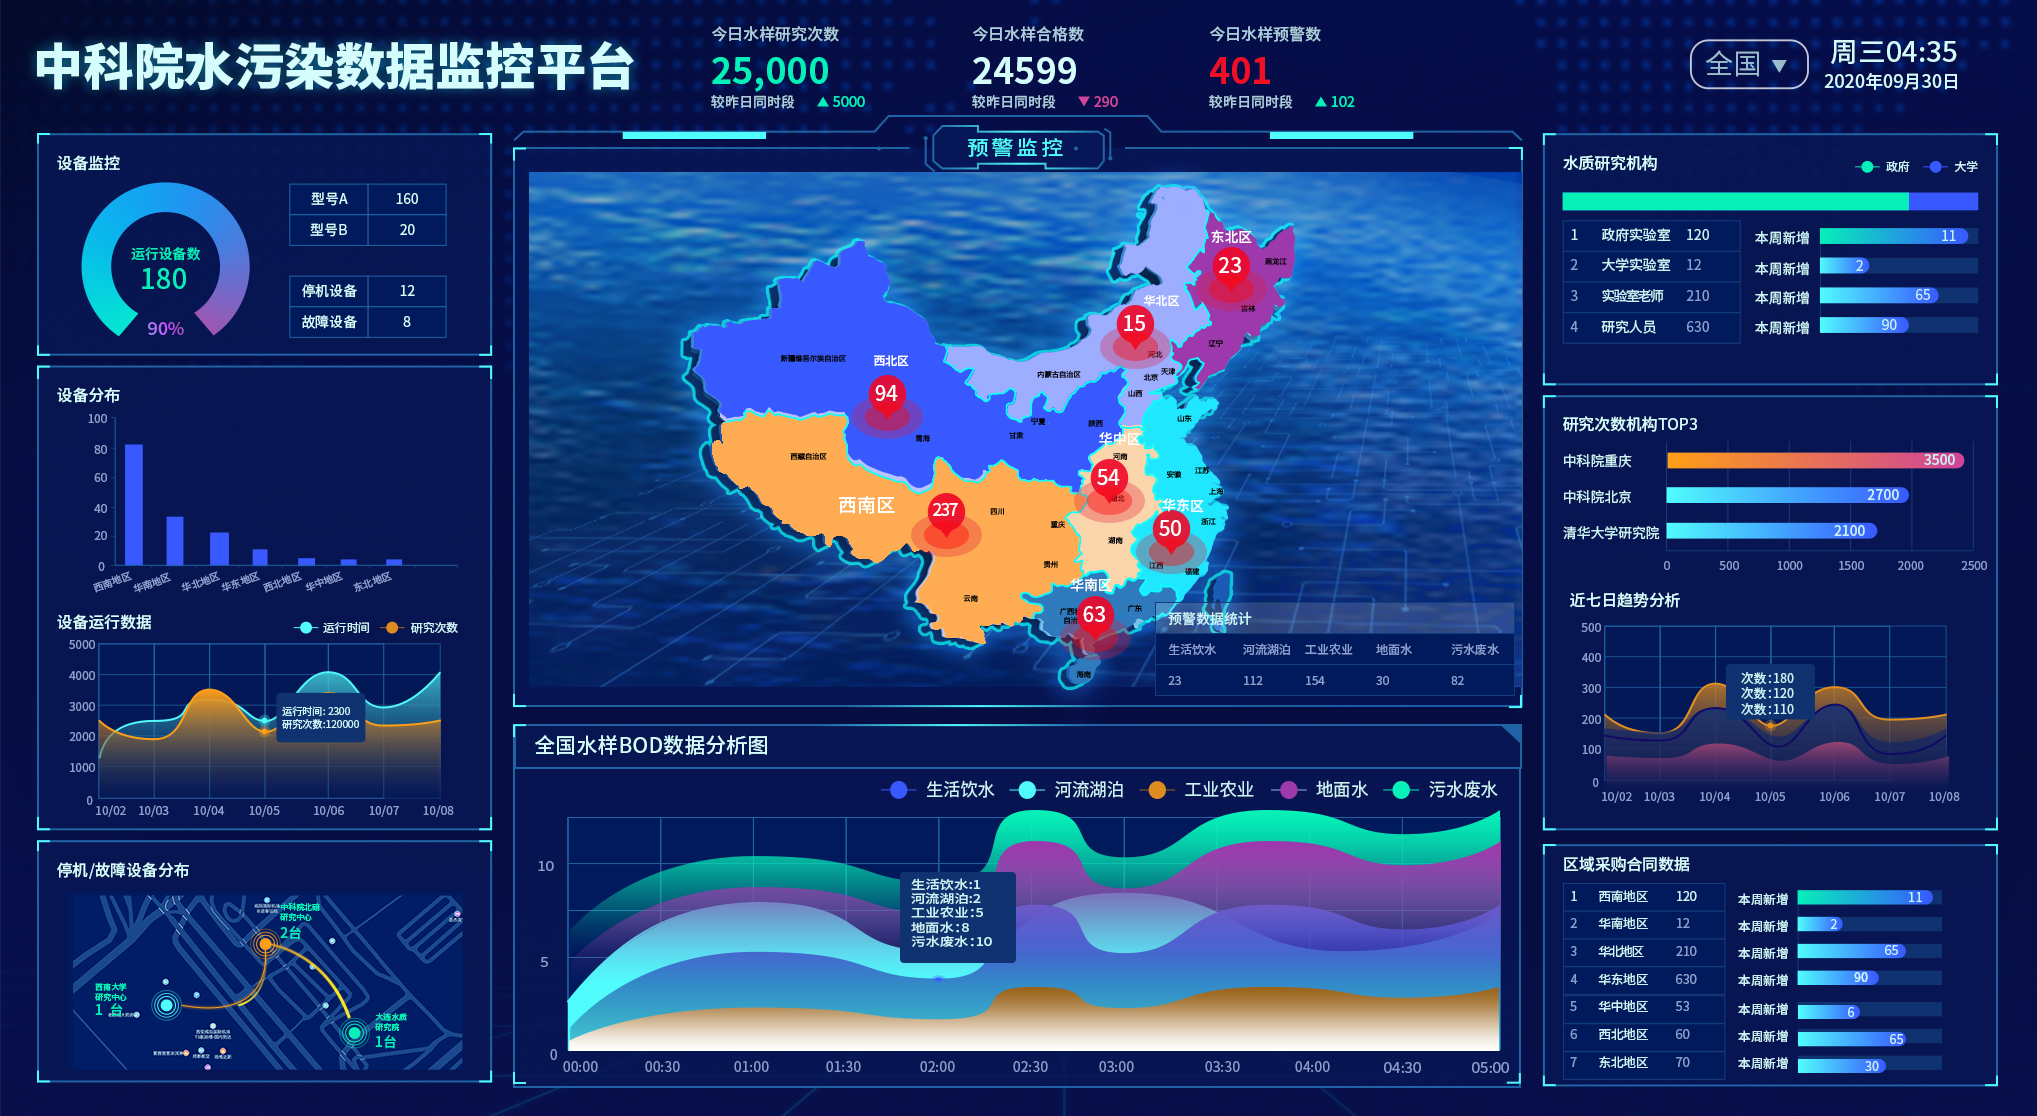 中科院水污染数据监控平台
今日水样研究次数
25,000
较昨日同时段 ▲5000
今日水样合格数
24599
较昨日同时段 ▼290
今日水样预警数
401
较昨日同时段 ▲102
全国 ▼
周三04:35
2020年09月30日
设备监控
运行设备数
180
90%
型号A 160
型号B 20
停机设备 12
故障设备 8
设备分布
100
80
60
40
20
0
西南地区 华南地区 华北地区 华东地区 西北地区 华中地区 东北地区
设备运行数据
运行时间 研究次数
5000
4000
3000
2000
1000
0
运行时间: 2300
研究次数:120000
10/02 10/03 10/04 10/05 10/06 10/07 10/08
停机/故障设备分布
中科院北碚
研究中心
2台
西南大学
研究中心
1 台
大连水质
研究院
1台
预警监控
东北区
23
黑龙江
吉林
辽宁
华北区
15
河北
北京
天津
山西
内蒙古自治区
西北区
94
新疆维吾尔族自治区
青海
甘肃
宁夏
陕西
西藏自治区
西南区
237
四川
重庆
贵州
云南
华中区
54
河南
湖北
湖南
山东
安徽
江苏
上海
浙江
华东区
50
江西
福建
华南区
63
广东
海南
预警数据统计
生活饮水 河流湖泊 工业农业 地面水 污水废水
23 112 154 30 82
全国水样BOD数据分析图
生活饮水 河流湖泊 工业农业 地面水 污水废水
10
5
0
生活饮水:1
河流湖泊:2
工业农业:5
地面水:8
污水废水:10
00:00 00:30 01:00 01:30 02:00 02:30 03:00 03:30 04:00 04:30 05:00
水质研究机构
政府 大学
1 政府实验室 120
2 大学实验室 12
3 实验室老师 210
4 研究人员 630
本周新增 11
本周新增 2
本周新增 65
本周新增 90
研究次数机构TOP3
中科院重庆 3500
中科院北京 2700
清华大学研究院 2100
0 500 1000 1500 2000 2500
近七日趋势分析
500
400
300
200
100
0
次数:180
次数:120
次数:110
10/02 10/03 10/04 10/05 10/06 10/07 10/08
区域采购合同数据
1 西南地区 120
2 华南地区 12
3 华北地区 210
4 华东地区 630
5 华中地区 53
6 西北地区 60
7 东北地区 70
本周新增 11
本周新增 2
本周新增 65
本周新增 90
本周新增 6
本周新增 65
本周新增 30